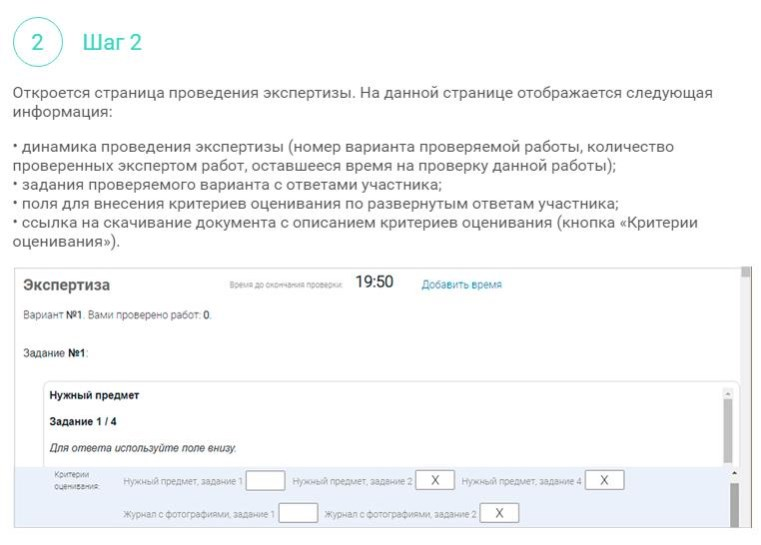 2 Шаг 2
Откроется страница проведения экспертизы. На данной странице отображается следующая
информация:
• динамика проведения экспертизы (номер варианта проверяемой работы, количество
проверенных экспертом работ, оставшееся время на проверку данной работы);
• задания проверяемого варианта с ответами участника;
• поля для внесения критериев оценивания по развернутым ответам участника;
• ссылка на скачивание документа с описанием критериев оценивания (кнопка «Критерии
оценивания»).
Экспертиза Время до окончания проверки: 19:50 Добавить время
Вариант №1. Вами проверено работ: 0.
Задание №1:
Нужный предмет
Задание 1 / 4
Для ответа используйте поле внизу.
Критерии
оценивания:
Нужный предмет, задание 1 Нужный предмет, задание 2 X Нужный предмет, задание 4 X
Журнал с фотографиями, задание 1 Журнал с фотографиями, задание 2 X